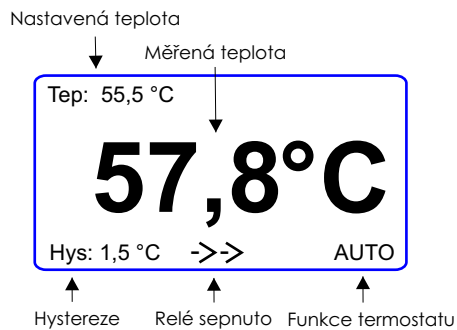 Nastavená teplota
Měřená teplota
Tep: 55,5 °C
57,8°C
Hys: 1,5 °C ->-> AUTO
Hystereze Relé sepnuto Funkce termostatu